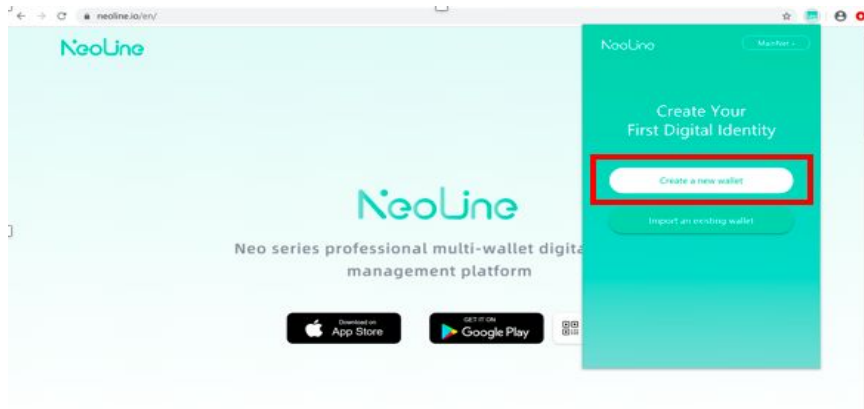 neoline.io/en/
NeoLine
NeoLine
MainNet
Create Your
First Digital Identity
Create a new wallet
Import an existing wallet
NeoLine
Neo series professional multi-wallet digita
management platform
Download on
App Store
GET IT ON
Google Play